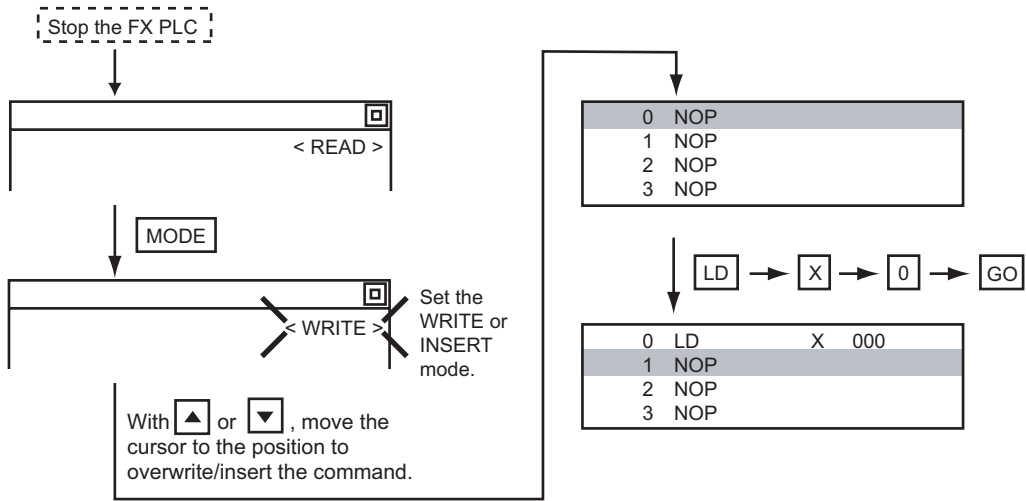 Stop the FX PLC
< READ >
MODE
< WRITE >
Set the
WRITE or
INSERT
mode.
With ▲ or ▼ , move the
cursor to the position to
overwrite/insert the command.
0 NOP
1 NOP
2 NOP
3 NOP
LD X 0 GO
0 LD X 000
1 NOP
2 NOP
3 NOP